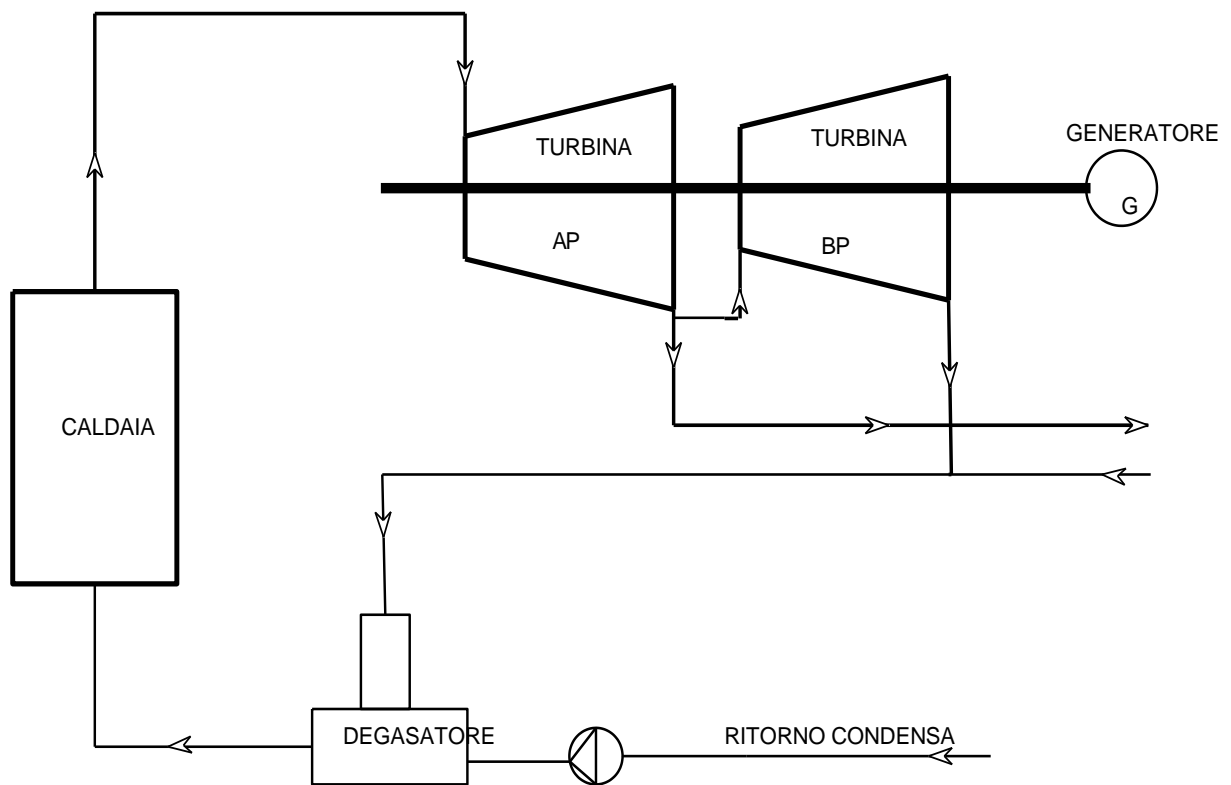 GENERATORE
TURBINA
TURBINA
G
AP
BP
CALDAIA
DEGASATORE
RITORNO CONDENSA